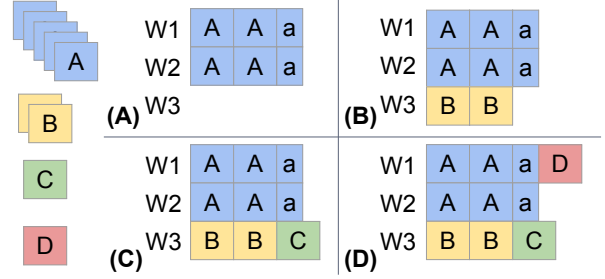 A
B
C
D
W1 A A a
W2 A A a
(A) W3
W1 A A a
W2 A A a
(B) W3 B B
W1 A A a
W2 A A a
(C) W3 B B C
W1 A A a D
W2 A A a
(D) W3 B B C